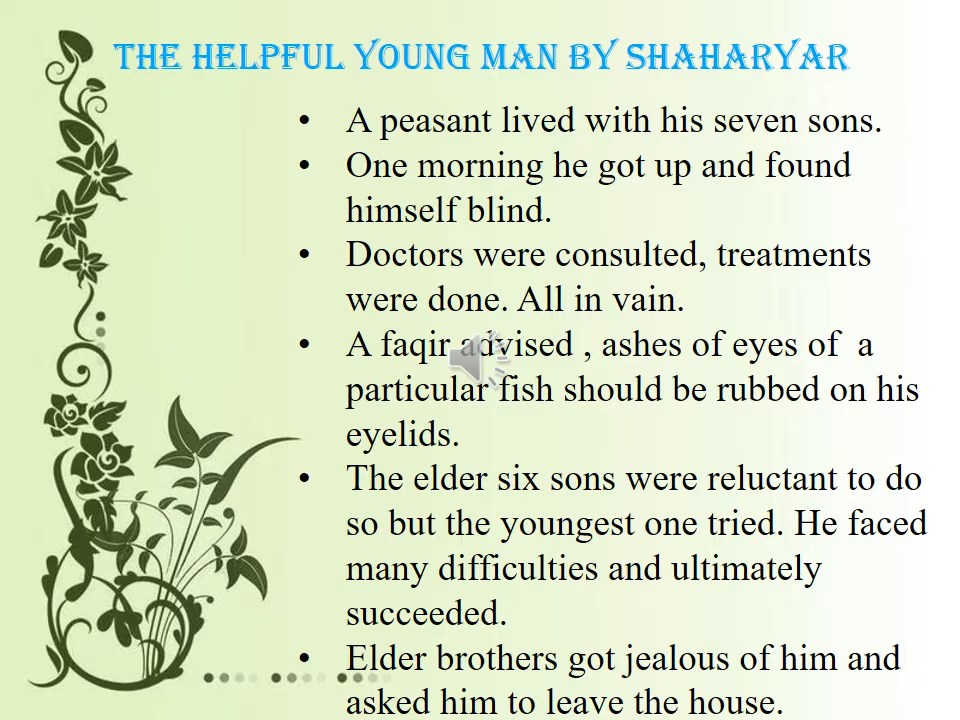 THE HELPFUL YOUNG MAN BY SHAHARYAR
• A peasant lived with his seven sons.
• One morning he got up and found
himself blind.
• Doctors were consulted, treatments
were done. All in vain.
• A faqir advised , ashes of eyes of  a
particular fish should be rubbed on his
eyelids.
• The elder six sons were reluctant to do
so but the youngest one tried. He faced
many difficulties and ultimately
succeeded.
• Elder brothers got jealous of him and
asked him to leave the house.